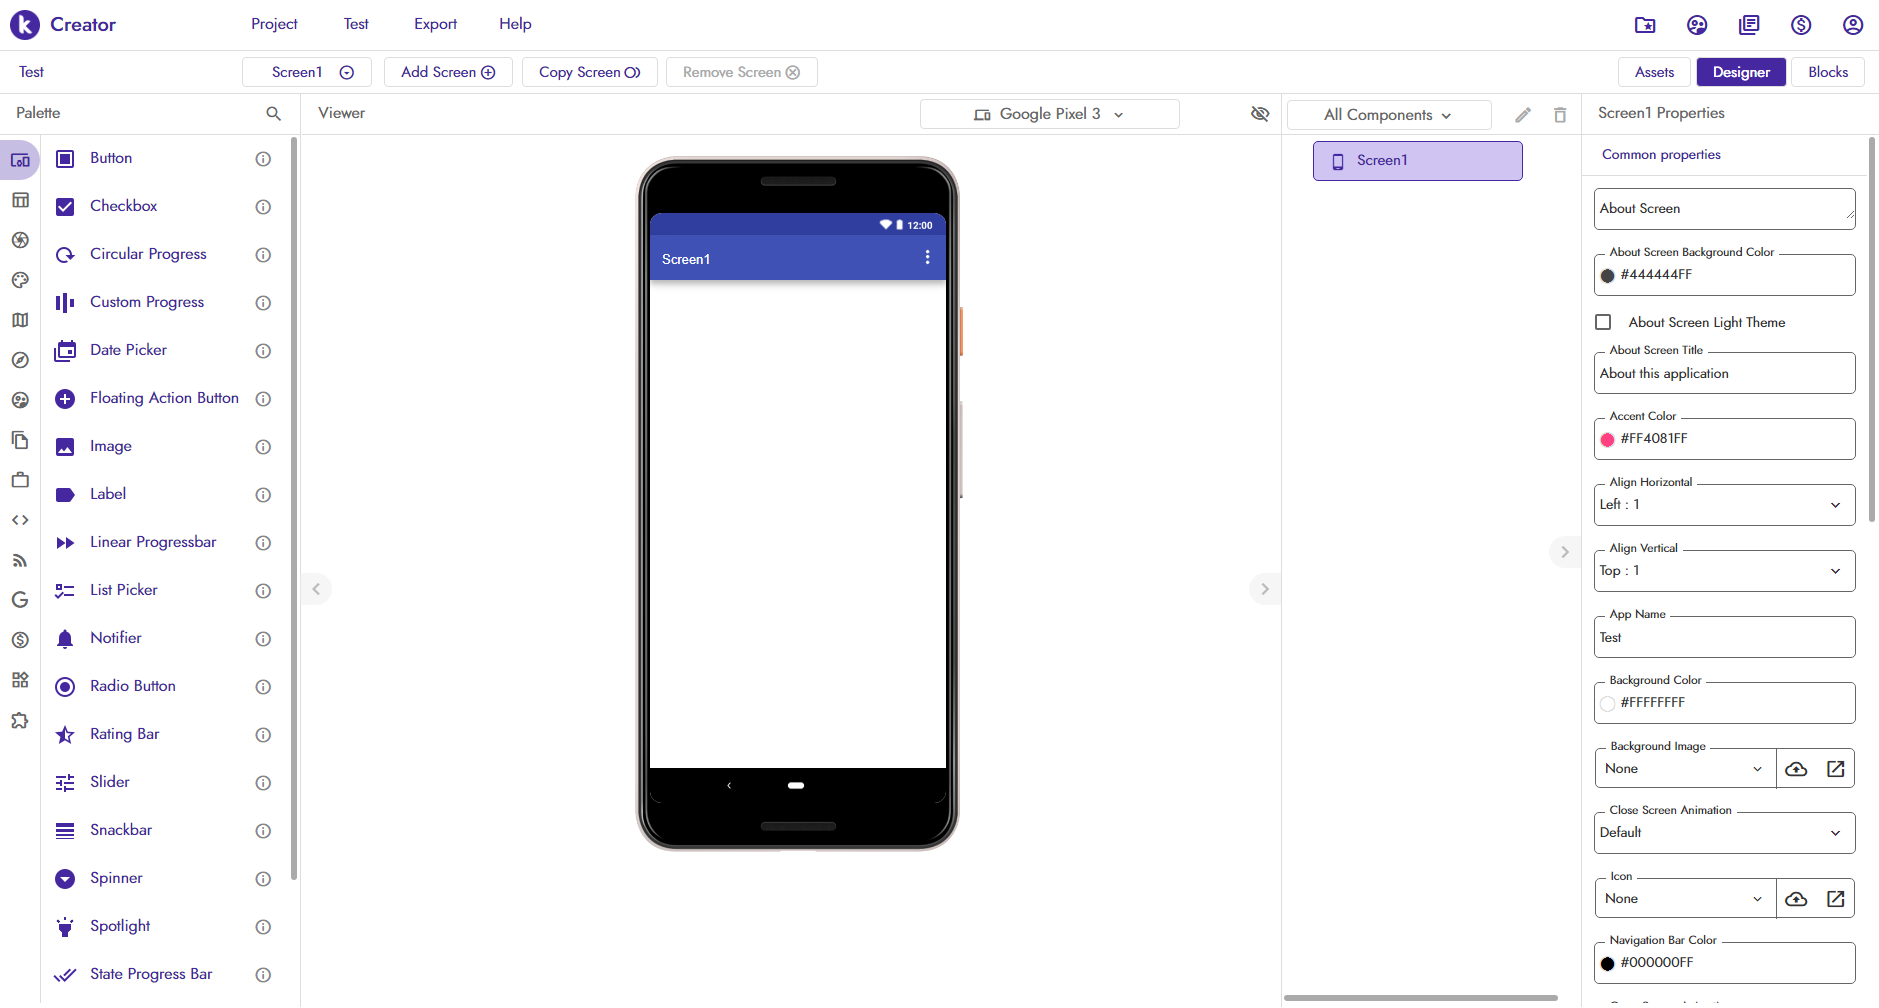 Creator
Project
Test
Export
Help
Test
Screen1
Add Screen
Copy Screen
Remove Screen
Assets
Designer
Blocks
Palette
Button
Checkbox
Circular Progress
Custom Progress
Date Picker
Floating Action Button
Image
Label
Linear Progressbar
List Picker
Notifier
Radio Button
Rating Bar
Slider
Snackbar
Spinner
Spotlight
State Progress Bar
Viewer
Google Pixel 3
12:00
Screen1
All Components
Screen1
Screen1 Properties
Common properties
About Screen
About Screen Background Color
#444444FF
About Screen Light Theme
About Screen Title
About this application
Accent Color
#FF4081FF
Align Horizontal
Left : 1
Align Vertical
Top : 1
App Name
Test
Background Color
#FFFFFFFF
Background Image
None
Close Screen Animation
Default
Icon
None
Navigation Bar Color
#000000FF